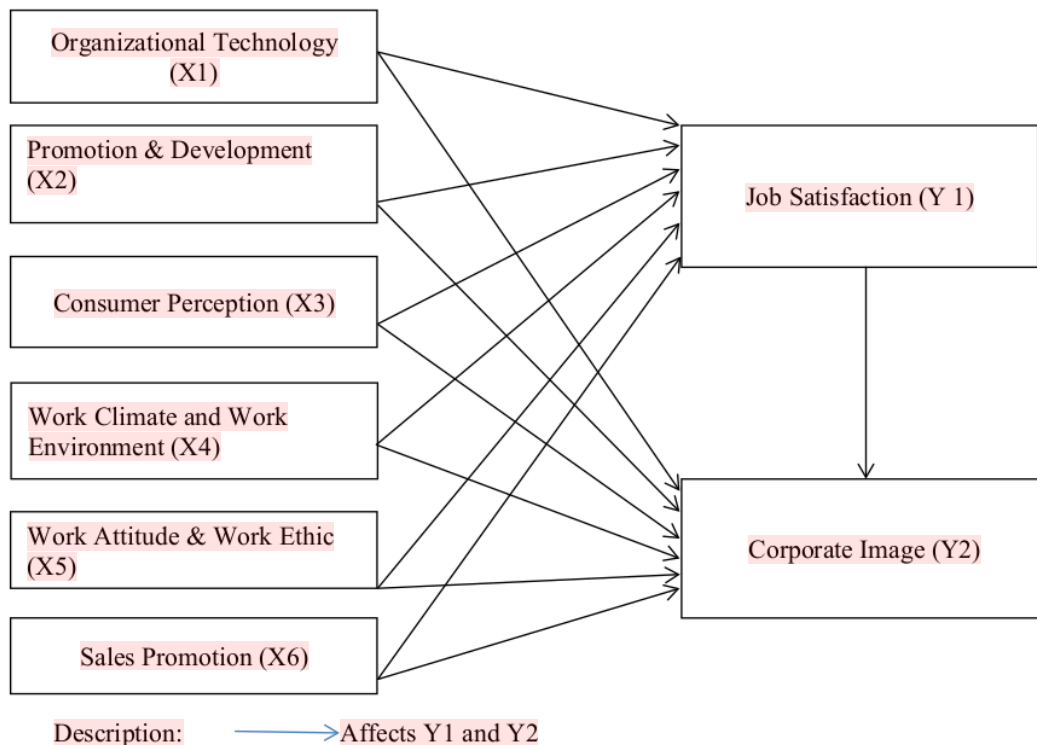 Organizational Technology
(X1)
Promotion & Development
(X2)
Job Satisfaction (Y 1)
Consumer Perception (X3)
Work Climate and Work
Environment (X4)
Work Attitude & Work Ethic
(X5)
Corporate Image (Y2)
Sales Promotion (X6)
Description: Affects Y1 and Y2